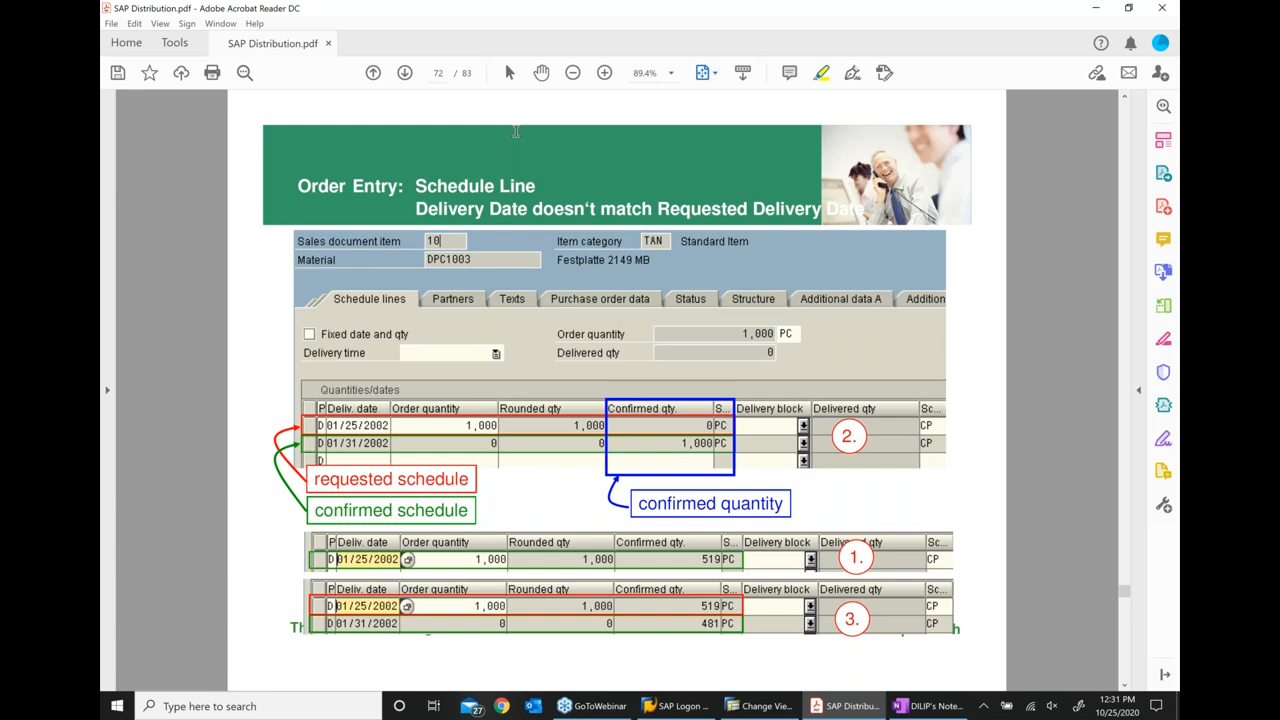 SAP Distribution.pdf - Adobe Acrobat Reader DC
File Edit View Sign Window Help
Home Tools SAP Distribution.pdf ×
72 / 83 89.4%
Order Entry: Schedule Line
Delivery Date doesn't match Requested Delivery Date
Sales document item 10 Item category TAN Standard Item
Material DPC1003 Festplatte 2149 MB
Schedule lines Partners Texts Purchase order data Status Structure Additional data A Addition
Fixed date and qty Order quantity 1,000 PC
Delivery time Delivered qty 0
Quantities/dates
P Deliv. date Order quantity Rounded qty Confirmed qty. S... Delivery block Delivered qty Sc...
D 01/25/2002 1,000 1,000 0 PC CP
2.
D 01/31/2002 0 0 1,000 PC CP
D
requested schedule
confirmed quantity
confirmed schedule
P Deliv. date Order quantity Rounded qty Confirmed qty. S... Delivery block Delivered qty Sc...
D 01/25/2002 1,000 1,000 519 PC 1. CP
P Deliv. date Order quantity Rounded qty Confirmed qty. S... Delivery block Delivered qty Sc...
D 01/25/2002 1,000 1,000 519 PC CP
3.
D 01/31/2002 0 0 481 PC CP
Type here to search 27 GoToWebinar SAP Logon ... Change Vie... SAP Distribu... DILIP's Note... 12:31 PM
10/25/2020